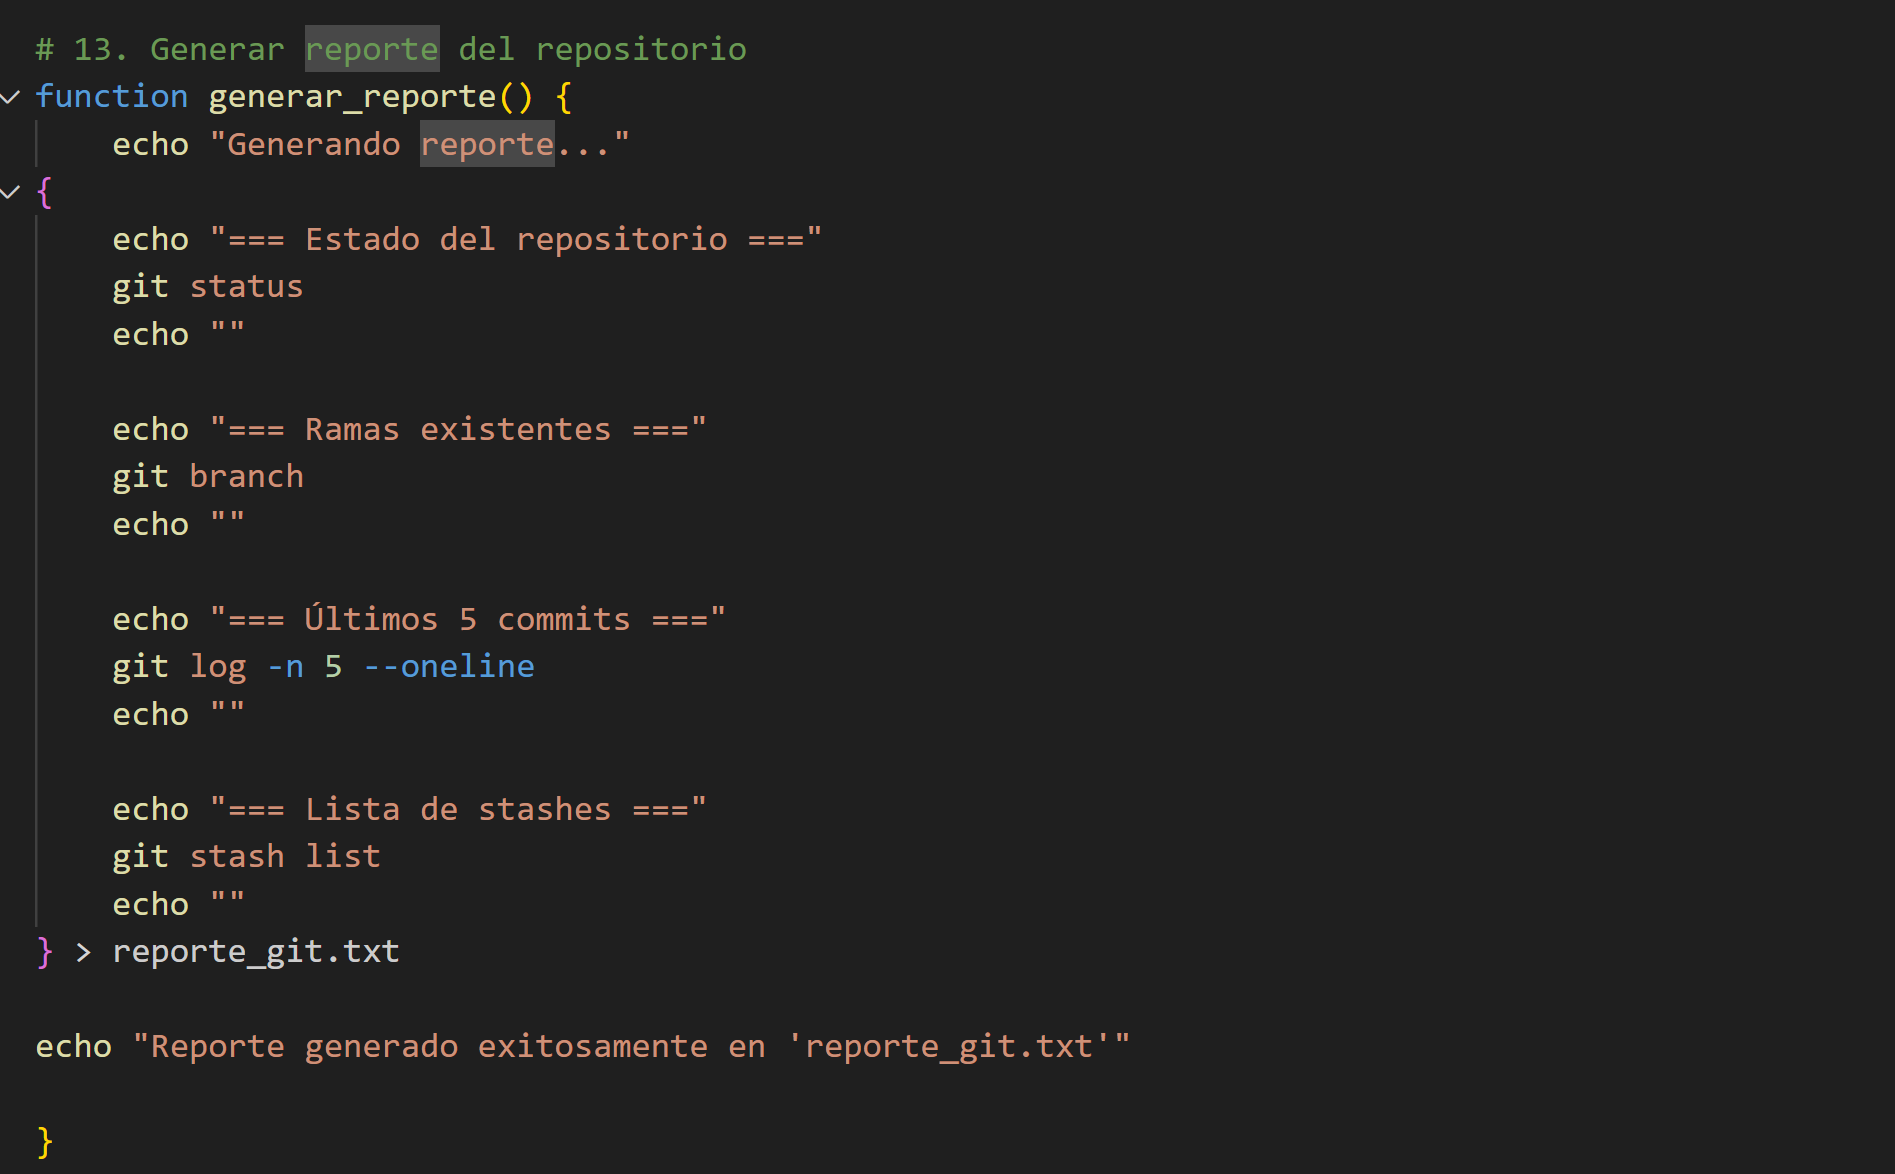 # 13. Generar reporte del repositorio
function generar_reporte() {
    echo "Generando reporte..."
{
    echo "=== Estado del repositorio ==="
    git status
    echo ""

    echo "=== Ramas existentes ==="
    git branch
    echo ""

    echo "=== Últimos 5 commits ==="
    git log -n 5 --oneline
    echo ""

    echo "=== Lista de stashes ==="
    git stash list
    echo ""
} > reporte_git.txt

echo "Reporte generado exitosamente en 'reporte_git.txt'"

}